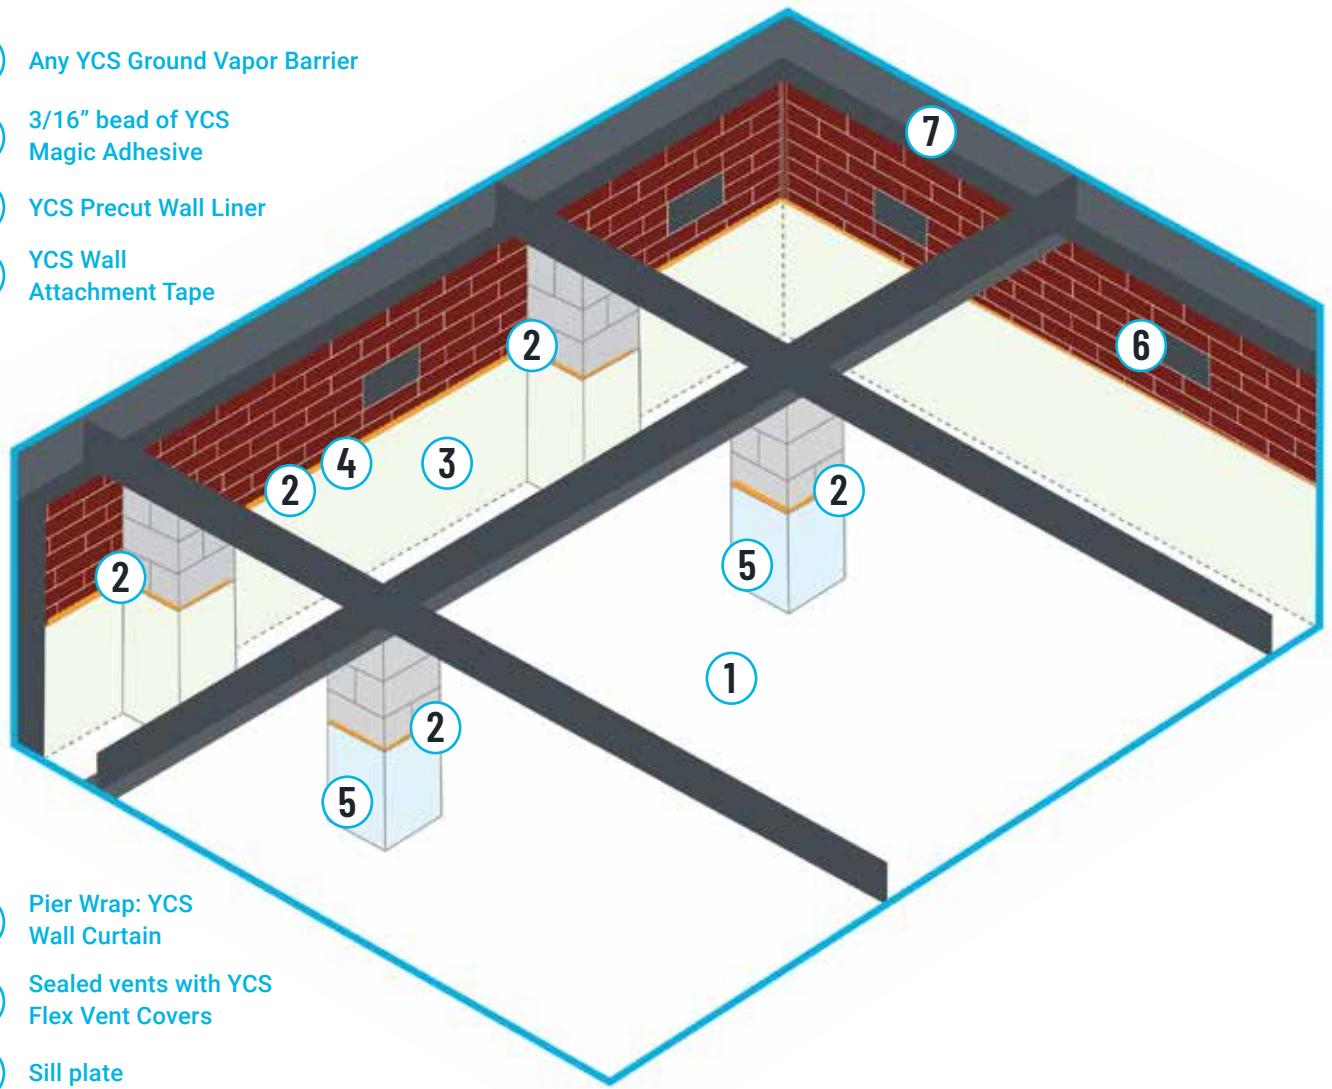 Any YCS Ground Vapor Barrier
3/16” bead of YCS
Magic Adhesive
YCS Precut Wall Liner
YCS Wall
Attachment Tape
7
6
2
4
3
2
2
2
5
1
2
5
Pier Wrap: YCS
Wall Curtain
Sealed vents with YCS
Flex Vent Covers
Sill plate